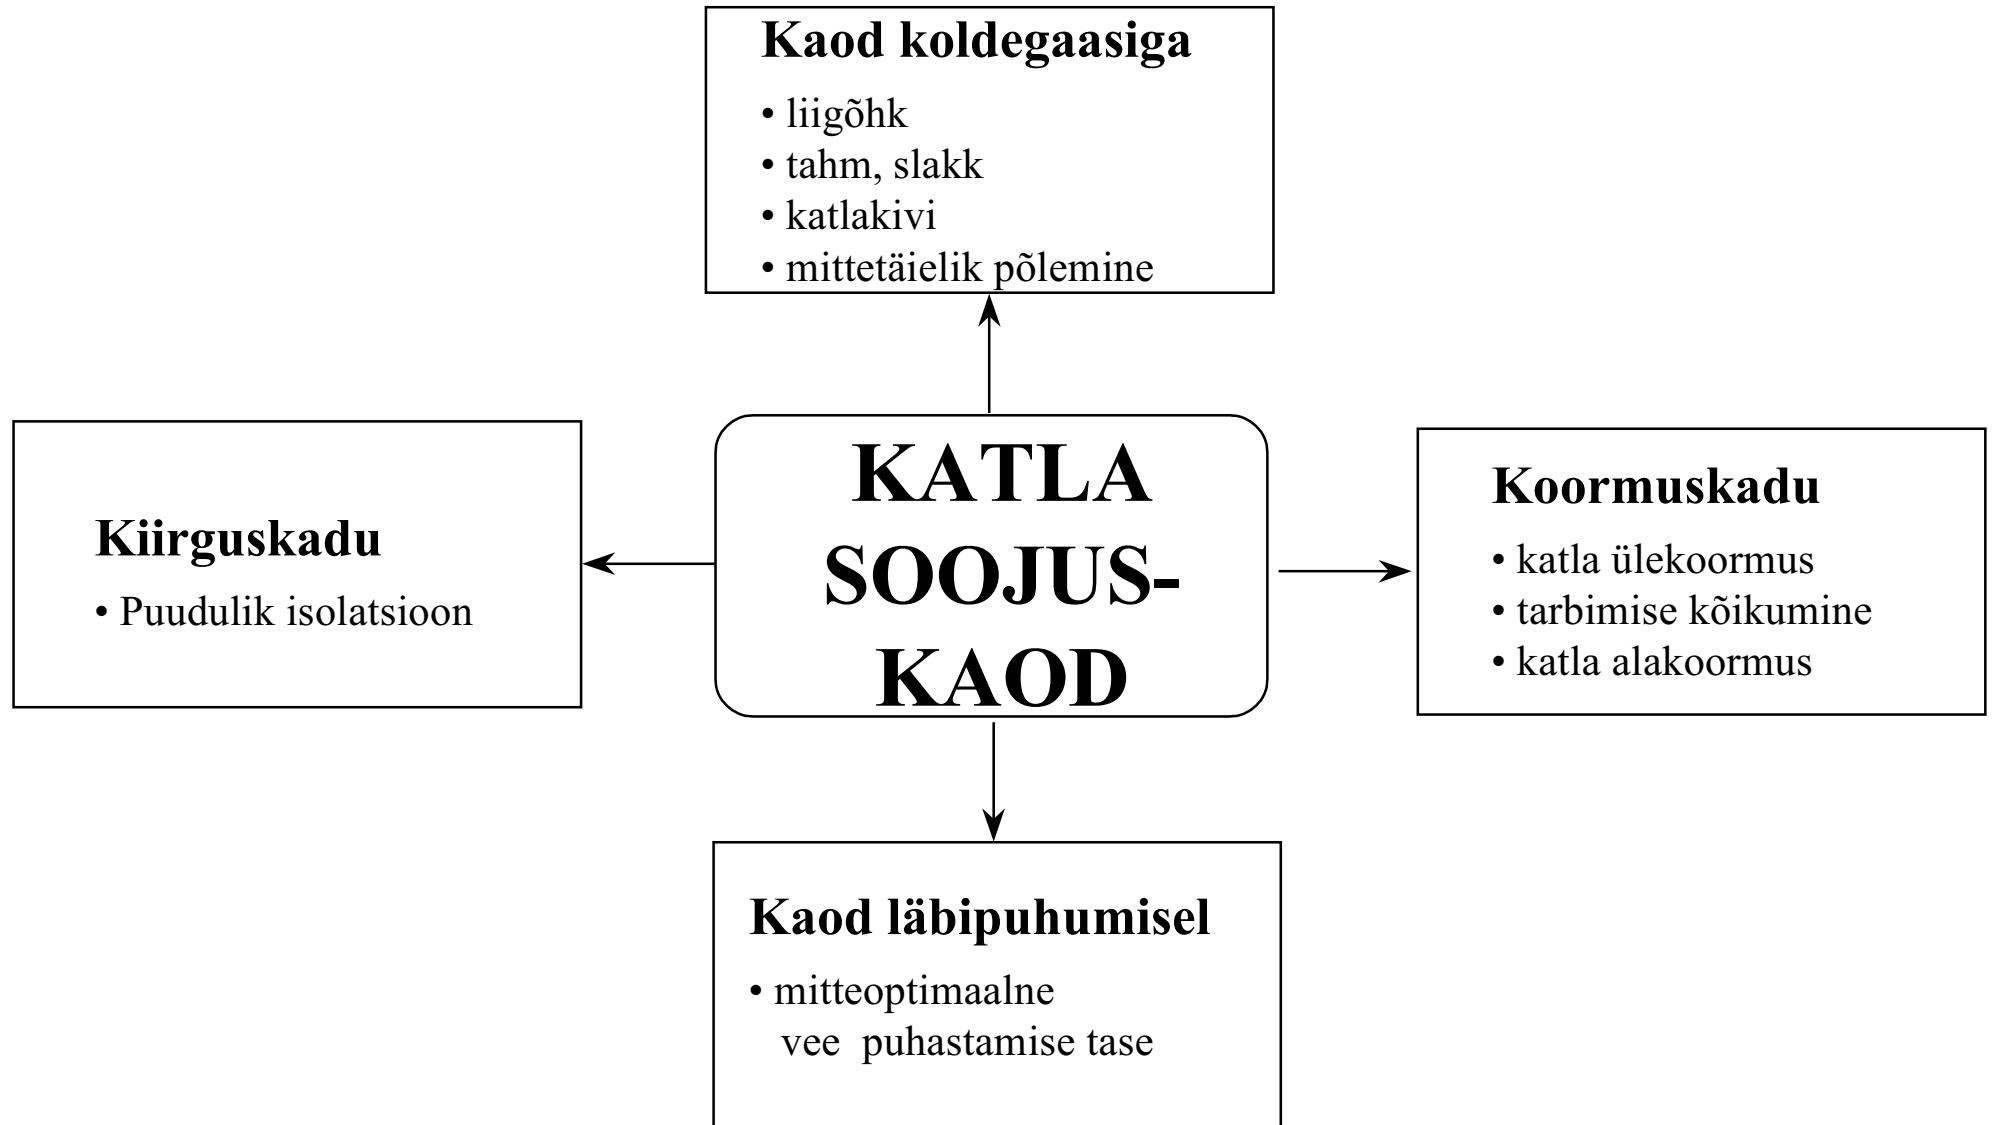 Kaod koldegaasiga
• liigõhk
• tahm, slakk
• katlakivi
• mittetäielik põlemine
Kiirguskadu
• Puudulik isolatsioon
KATLA
SOOJUS-
KAOD
Koormuskadu
• katla ülekoormus
• tarbimise kõikumine
• katla alakoormus
Kaod läbipuhumisel
• mitteoptimaalne
vee puhastamise tase